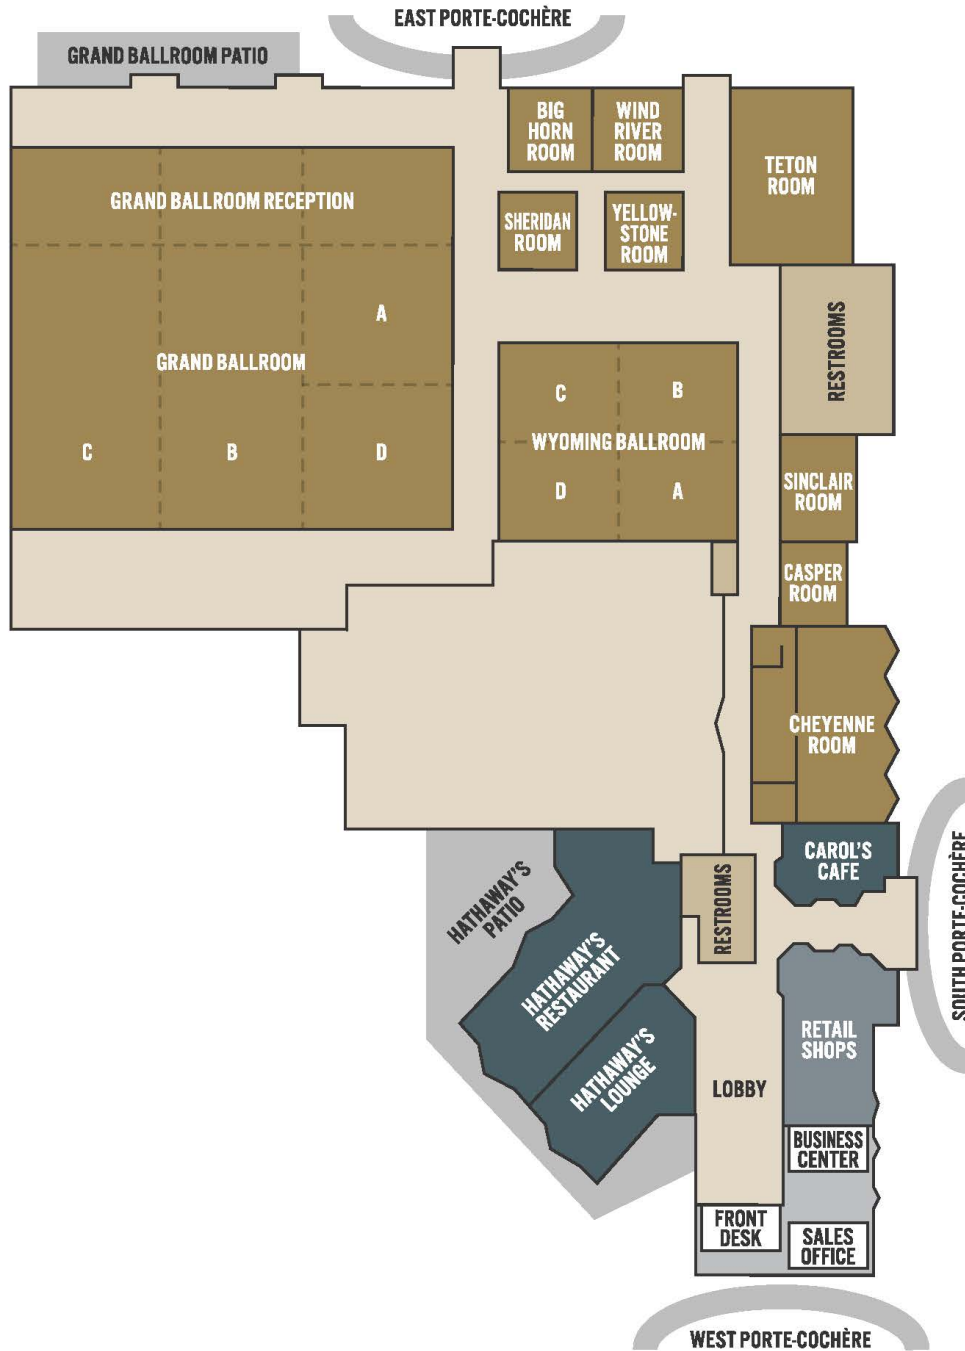 EAST PORTE-COCHÈRE
GRAND BALLROOM PATIO
BIG
HORN
ROOM
WIND
RIVER
ROOM
TETON
ROOM
GRAND BALLROOM RECEPTION
SHERIDAN
ROOM
YELLOW-
STONE
ROOM
A
GRAND BALLROOM
C
B
D
RESTROOMS
C
B
WYOMING BALLROOM
D
A
SINCLAIR
ROOM
CASPER
ROOM
CHEYENNE
ROOM
CAROL'S
CAFE
SOUTH PORTE-COCHÈRE
HATHAWAY'S
PATIO
RESTROOMS
HATHAWAY'S
RESTAURANT
HATHAWAY'S
LOUNGE
RETAIL
SHOPS
LOBBY
BUSINESS
CENTER
FRONT
DESK
SALES
OFFICE
WEST PORTE-COCHÈRE